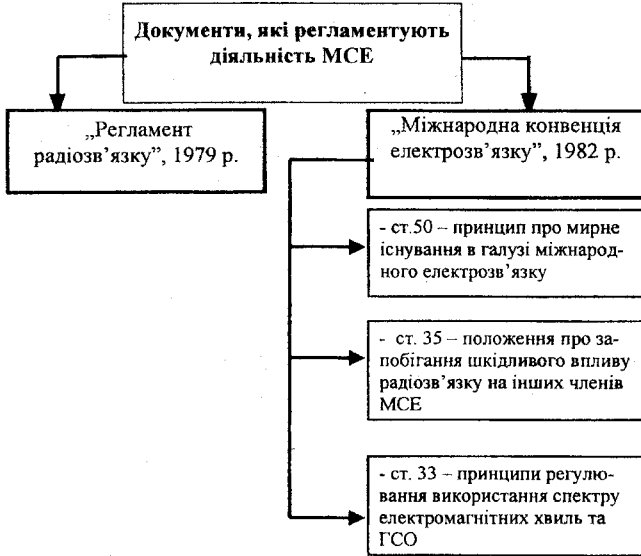 Документи, які регламентують
діяльність МСЕ
„Регламент
радіозв’язку”, 1979 р.
„Міжнародна конвенція
електрозв’язку”, 1982 р.
- ст.50 – принцип про мирне
існування в галузі міжнарод-
ного електрозв’язку
- ст. 35 – положення про за-
побігання шкідливого впливу
радіозв’язку на інших членів
МСЕ
- ст. 33 – принципи регулю-
вання використання спектру
електромагнітних хвиль та
ГСО